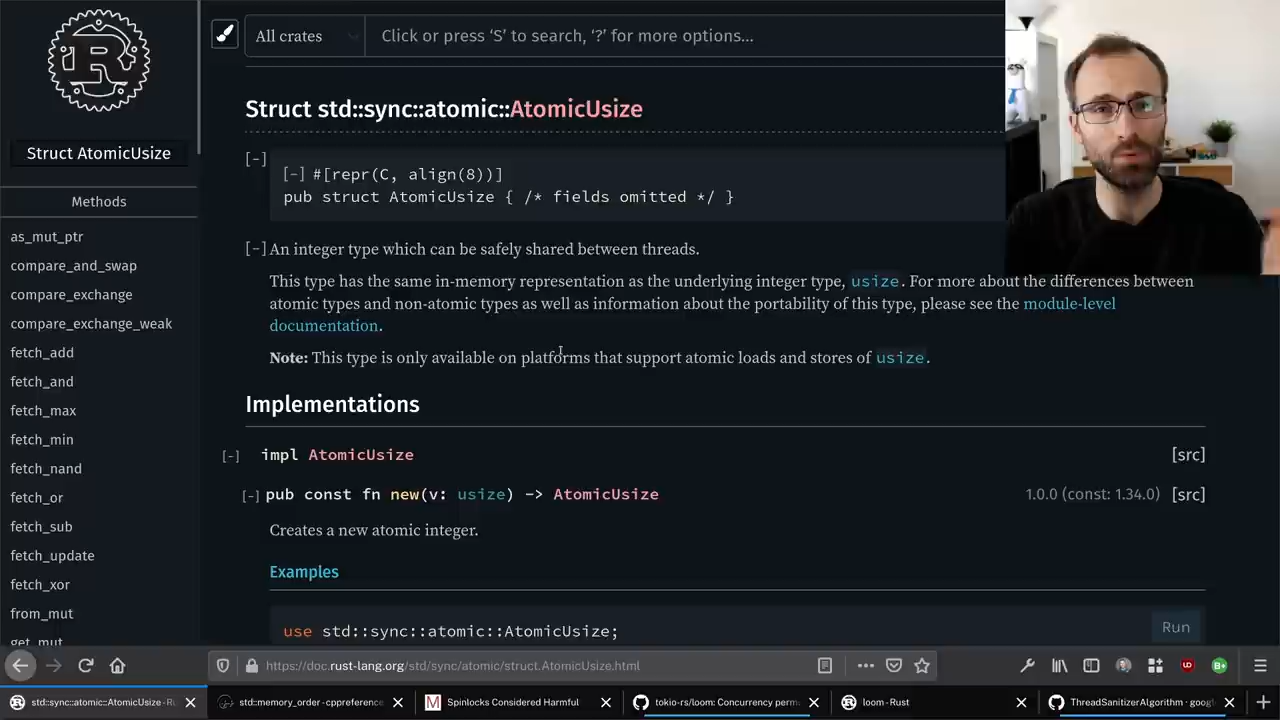 All crates
Click or press ‘S’ to search, ‘?’ for more options…
Struct AtomicUsize
Methods
as_mut_ptr
compare_and_swap
compare_exchange
compare_exchange_weak
fetch_add
fetch_and
fetch_max
fetch_min
fetch_nand
fetch_or
fetch_sub
fetch_update
fetch_xor
from_mut
get_mut
Struct std::sync::atomic::AtomicUsize
[-]
[-] #[repr(C, align(8))]
pub struct AtomicUsize { /* fields omitted */ }
[-] An integer type which can be safely shared between threads.
This type has the same in-memory representation as the underlying integer type, usize. For more about the differences between
atomic types and non-atomic types as well as information about the portability of this type, please see the module-level
documentation.
Note: This type is only available on platforms that support atomic loads and stores of usize.
Implementations
[-] impl AtomicUsize [src]
[-] pub const fn new(v: usize) -> AtomicUsize 1.0.0 (const: 1.34.0) [src]
Creates a new atomic integer.
Examples
use std::sync::atomic::AtomicUsize; Run
https://doc.rust-lang.org/std/sync/atomic/struct.AtomicUsize.html
std::sync::atomic::AtomicUsize - Ru
std::memory_order - cppreference
Spinlocks Considered Harmful
tokio-rs/loom: Concurrency perm
loom - Rust
ThreadSanitizerAlgorithm · googl